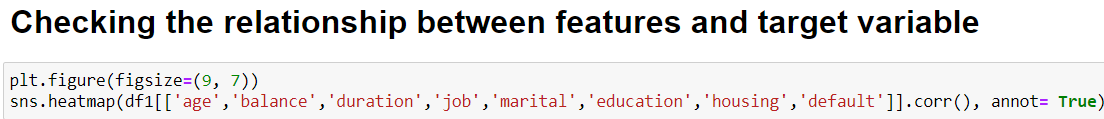 Checking the relationship between features and target variable
plt.figure(figsize=(9, 7))
sns.heatmap(df1[['age','balance','duration','job','marital','education','housing','default']].corr(), annot= True)